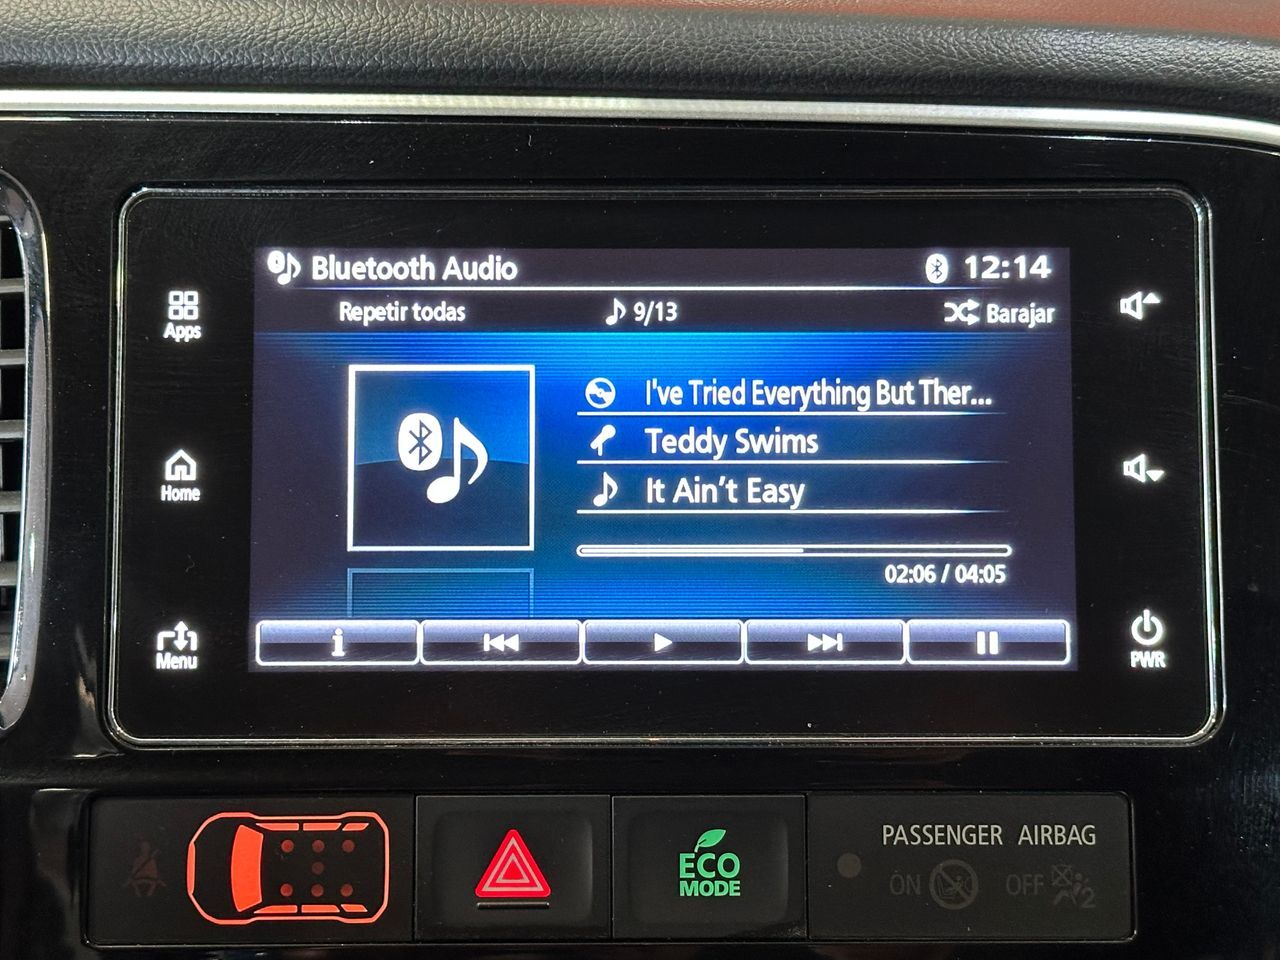 Bluetooth Audio
12:14
Repetir todas
9/13
Barajar
Apps
I've Tried Everything But Ther...
Teddy Swims
Home
It Ain't Easy
02:06 / 04:05
Menu
i
PWR
PASSENGER AIRBAG
ECO
MODE
ON
OFF
2